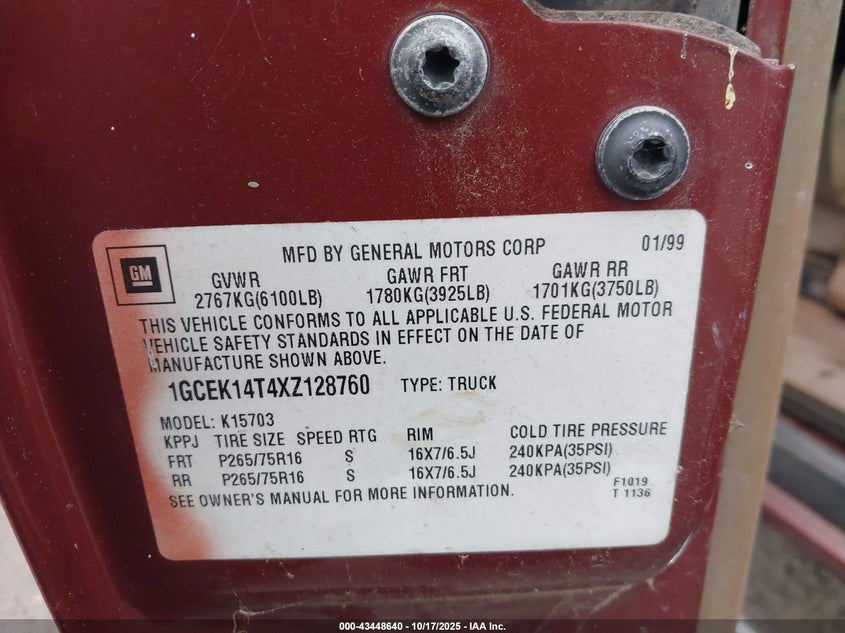 GM
MFD BY GENERAL MOTORS CORP 01/99
GVWR GAWR FRT GAWR RR
2767KG(6100LB) 1780KG(3925LB) 1701KG(3750LB)
THIS VEHICLE CONFORMS TO ALL APPLICABLE U.S. FEDERAL MOTOR
VEHICLE SAFETY STANDARDS IN EFFECT ON THE DATE OF
MANUFACTURE SHOWN ABOVE.
1GCEK14T4XZ128760 TYPE: TRUCK
MODEL: K15703
KPPJ TIRE SIZE SPEED RTG RIM COLD TIRE PRESSURE
FRT P265/75R16 S 16X7/6.5J 240KPA(35PSI)
RR P265/75R16 S 16X7/6.5J 240KPA(35PSI)
SEE OWNER'S MANUAL FOR MORE INFORMATION.
F1019
T 1136
000-43448640 - 10/17/2025 - IAA Inc.